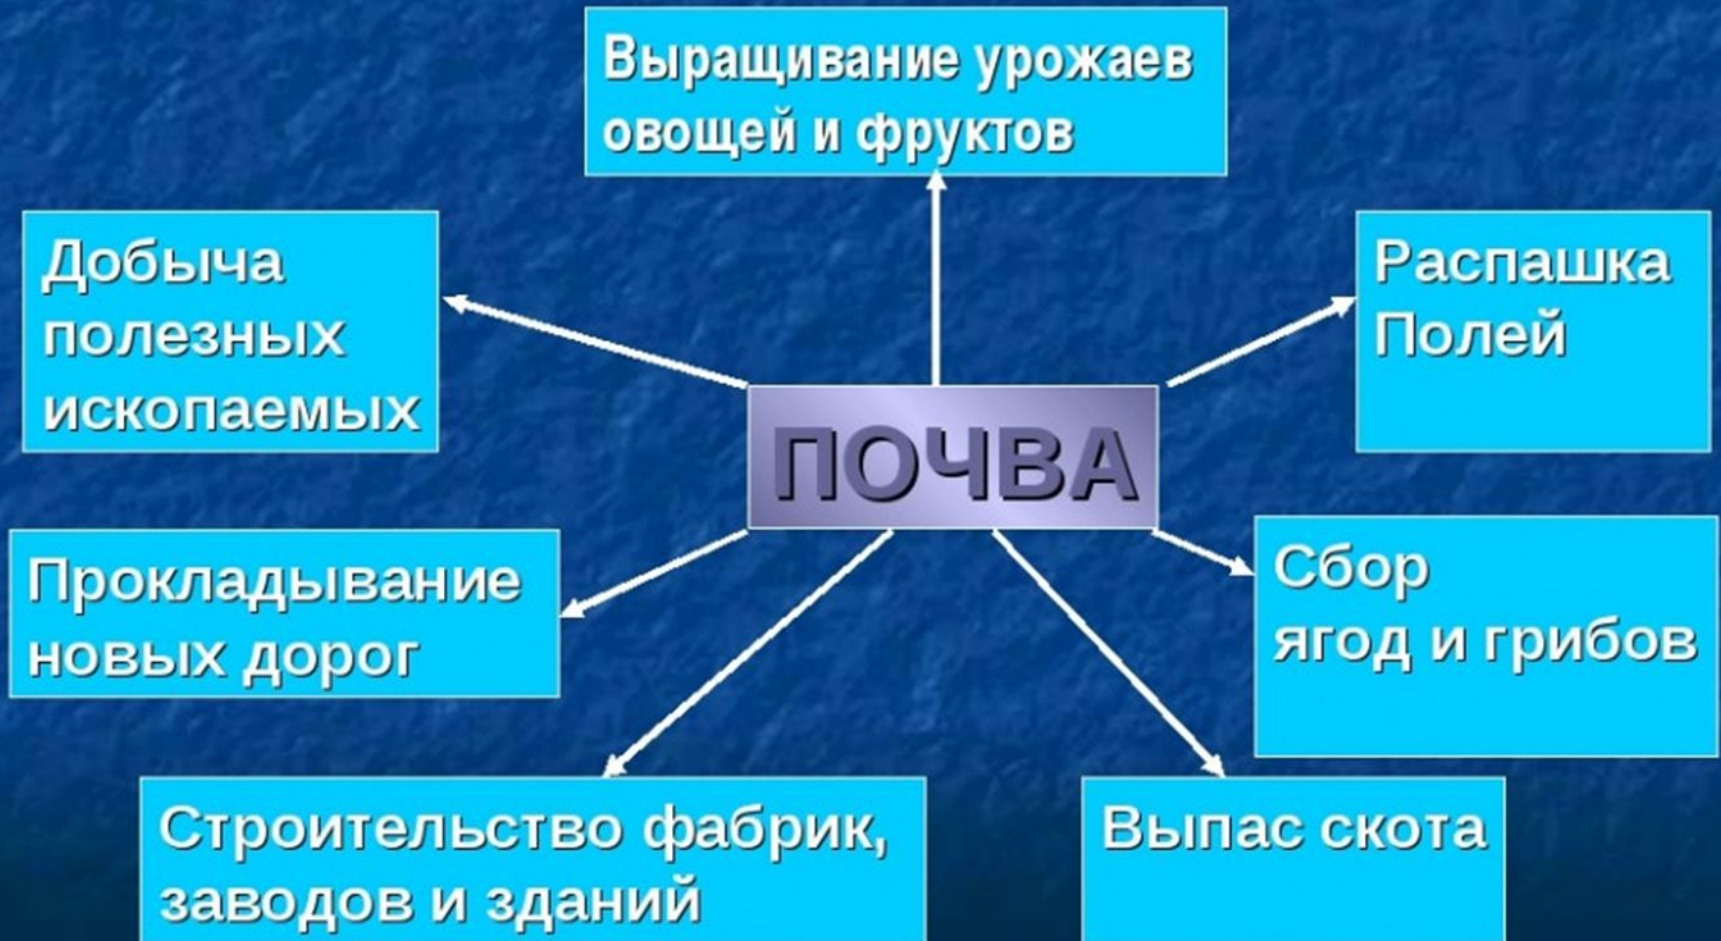 Выращивание урожаев
овощей и фруктов
Добыча
полезных
ископаемых
Распашка
Полей
ПОЧВА
Прокладывание
новых дорог
Сбор
ягод и грибов
Строительство фабрик,
заводов и зданий
Выпас скота